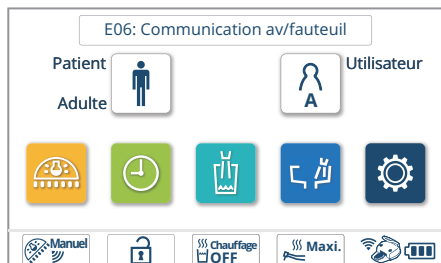 E06: Communication av/fauteuil
Patient
Utilisateur
Adulte
A
Manuel
Chauffage
OFF
Maxi.